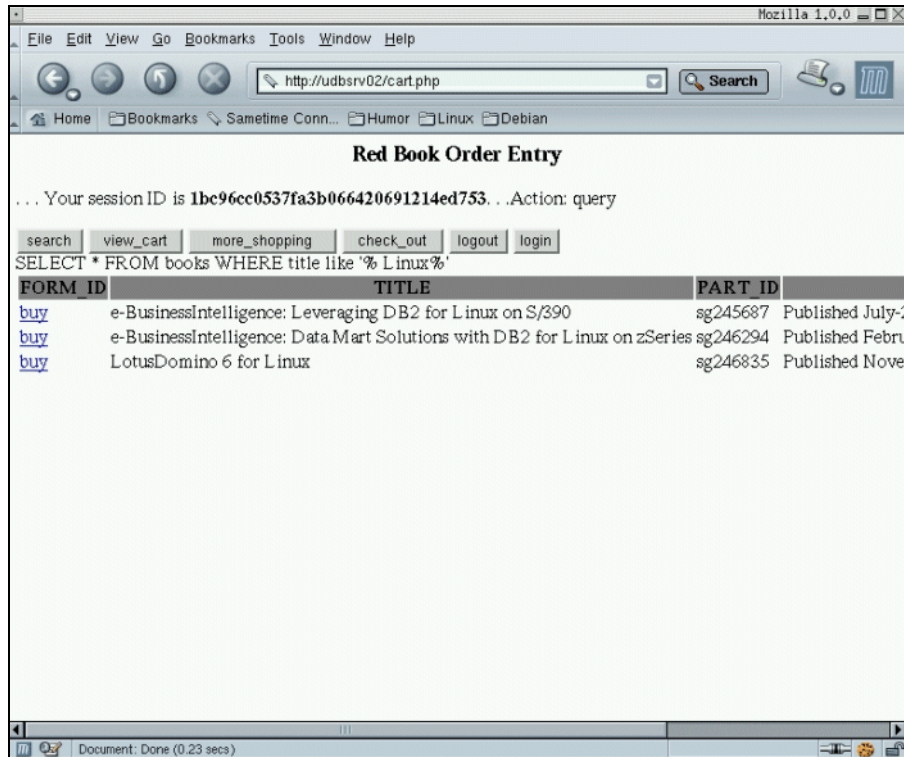 Mozilla 1.0.0
File Edit View Go Bookmarks Tools Window Help
http://udbsrv02/cart.php Search
Home Bookmarks Sametime Conn... Humor Linux Debian
Red Book Order Entry
. . . Your session ID is 1bc96cc0537fa3b066420691214ed753. . .Action: query
search view_cart more_shopping check_out logout login
SELECT * FROM books WHERE title like '% Linux%'
FORM_ID TITLE PART_ID
buy e-BusinessIntelligence: Leveraging DB2 for Linux on S/390 sg245687 Published July-2
buy e-BusinessIntelligence: Data Mart Solutions with DB2 for Linux on zSeries sg246294 Published Febru
buy LotusDomino 6 for Linux sg246835 Published Nove
Document: Done (0.23 secs)